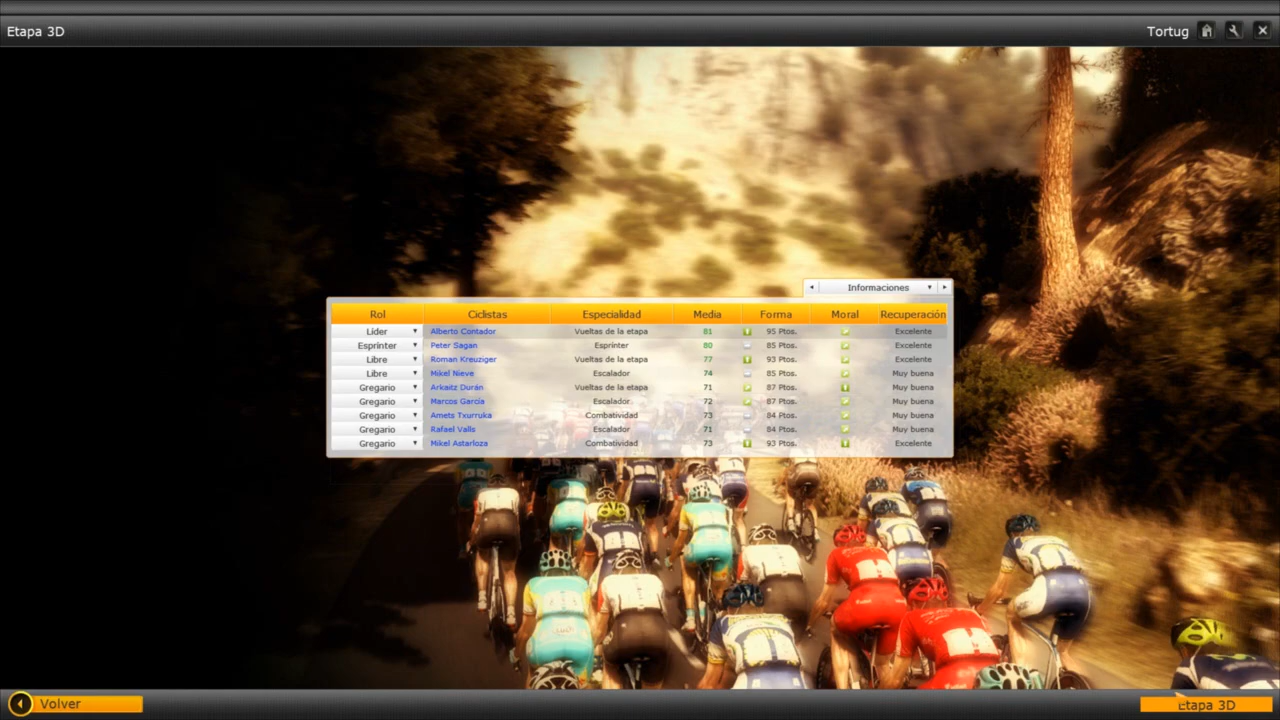 Etapa 3D Tortug
Informaciones
Rol Ciclistas Especialidad Media Forma Moral Recuperación
Líder Alberto Contador Vueltas de la etapa 81 95 Ptos. Excelente
Esprínter Peter Sagan Esprínter 80 85 Ptos. Excelente
Libre Roman Kreuziger Vueltas de la etapa 77 93 Ptos. Excelente
Libre Mikel Nieve Escalador 74 85 Ptos. Muy buena
Gregario Arkaitz Durán Vueltas de la etapa 71 87 Ptos. Muy buena
Gregario Marcos García Escalador 72 87 Ptos. Muy buena
Gregario Amets Txurruka Combatividad 73 84 Ptos. Muy buena
Gregario Rafael Valls Escalador 71 84 Ptos. Muy buena
Gregario Mikel Astarloza Combatividad 73 93 Ptos. Excelente
Volver Etapa 3D